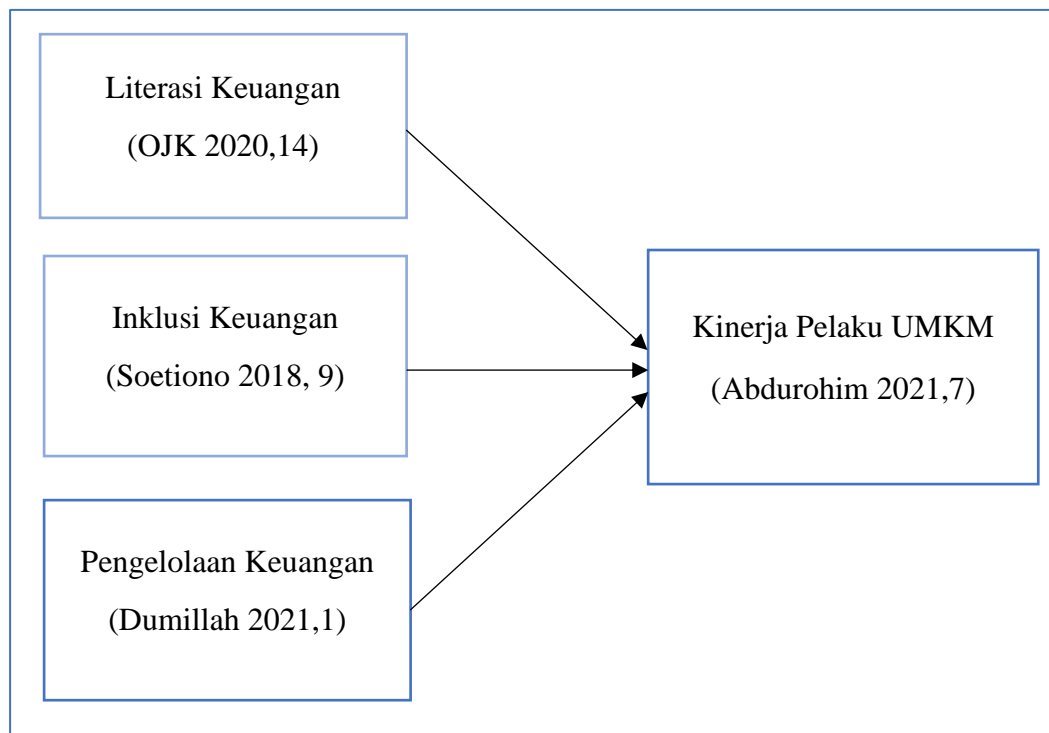 Literasi Keuangan
(OJK 2020,14)
Inklusi Keuangan
(Soetiono 2018, 9)
Pengelolaan Keuangan
(Dumillah 2021,1)
Kinerja Pelaku UMKM
(Abdurohim 2021,7)